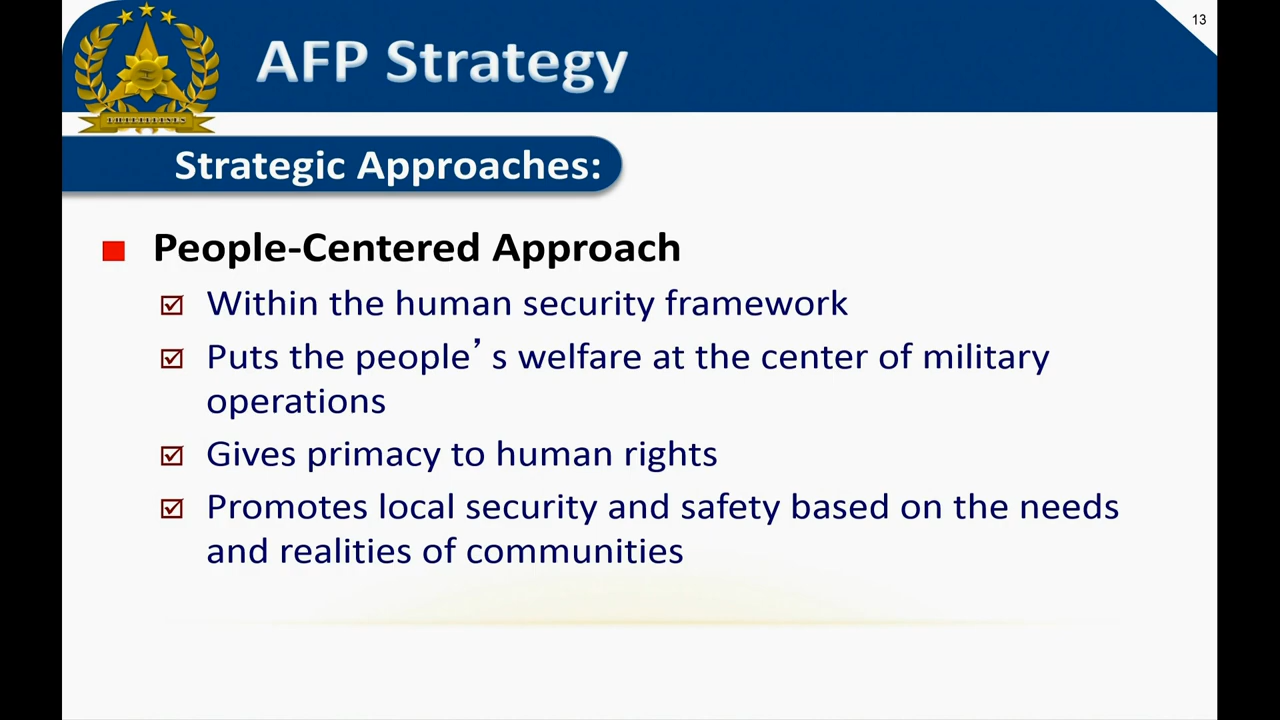 13
AFP Strategy
PHILIPPINES
Strategic Approaches:
People-Centered Approach
Within the human security framework
Puts the people’s welfare at the center of military
operations
Gives primacy to human rights
Promotes local security and safety based on the needs
and realities of communities